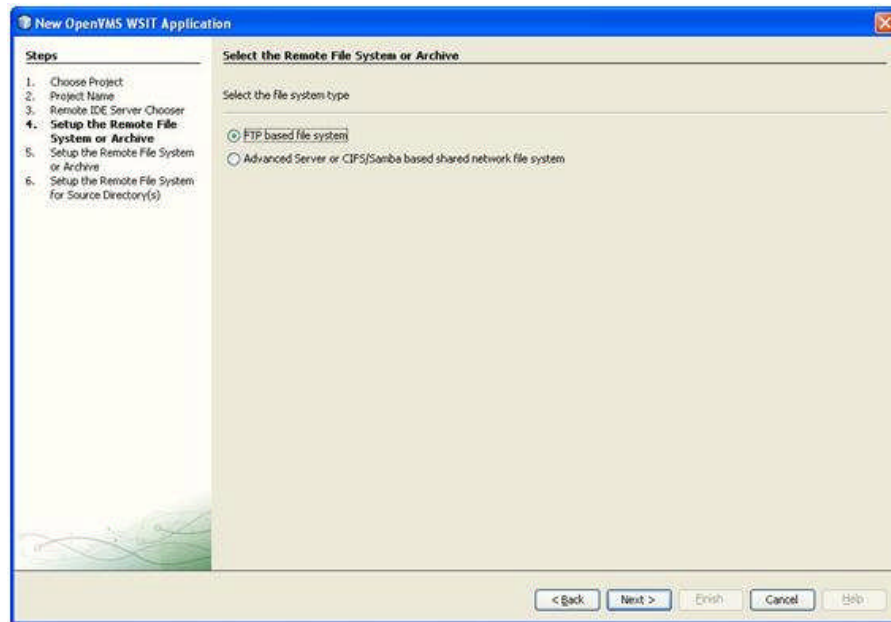 New OpenVMS WSIT Application
Steps
1. Choose Project
2. Project Name
3. Remote IDE Server Chooser
4. Setup the Remote File
System or Archive
5. Setup the Remote File System
or Archive
6. Setup the Remote File System
for Source Directory(s)
Select the Remote File System or Archive
Select the file system type
FTP based file system
Advanced Server or CIFS/Samba based shared network file system
< Back
Next >
Finish
Cancel
Help